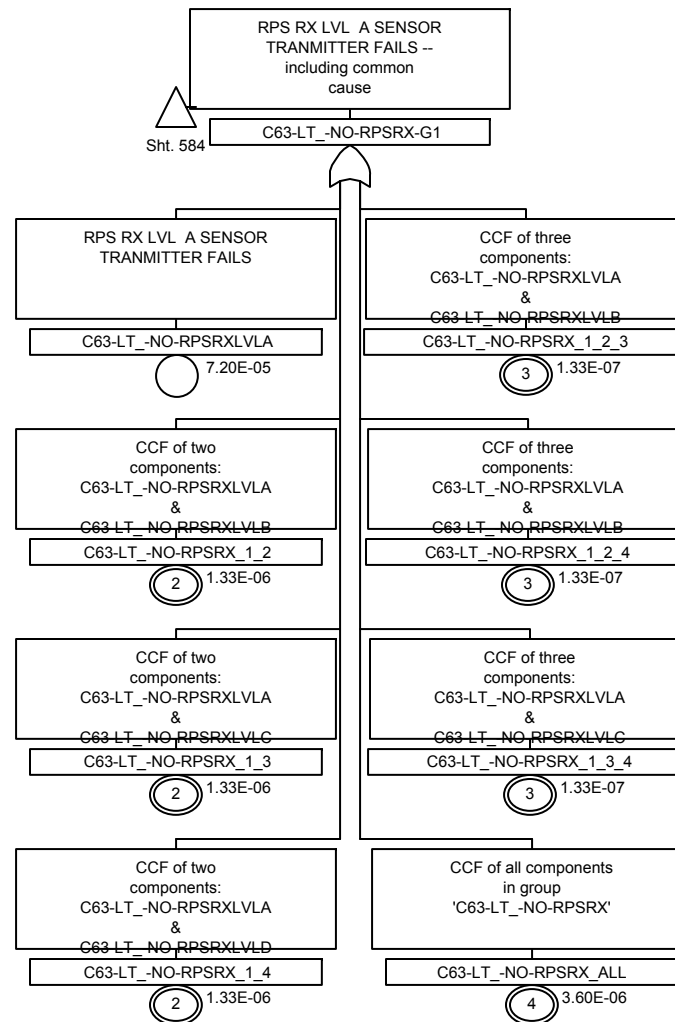 RPS RX LVL A SENSOR
TRANMITTER FAILS --
including common
cause
Sht. 584
C63-LT_-NO-RPSRX-G1
RPS RX LVL A SENSOR
TRANMITTER FAILS
C63-LT_-NO-RPSRXLVLA
7.20E-05
CCF of three
components:
C63-LT_-NO-RPSRXLVLA
&
C63-LT_-NO-RPSRXLVLB
C63-LT_-NO-RPSRX_1_2_3
3
1.33E-07
CCF of two
components:
C63-LT_-NO-RPSRXLVLA
&
C63-LT_-NO-RPSRXLVLB
C63-LT_-NO-RPSRX_1_2
2
1.33E-06
CCF of three
components:
C63-LT_-NO-RPSRXLVLA
&
C63-LT_-NO-RPSRXLVLB
C63-LT_-NO-RPSRX_1_2_4
3
1.33E-07
CCF of two
components:
C63-LT_-NO-RPSRXLVLA
&
C63-LT_-NO-RPSRXLVLC
C63-LT_-NO-RPSRX_1_3
2
1.33E-06
CCF of three
components:
C63-LT_-NO-RPSRXLVLA
&
C63-LT_-NO-RPSRXLVLC
C63-LT_-NO-RPSRX_1_3_4
3
1.33E-07
CCF of two
components:
C63-LT_-NO-RPSRXLVLA
&
C63-LT_-NO-RPSRXLVLD
C63-LT_-NO-RPSRX_1_4
2
1.33E-06
CCF of all components
in group
'C63-LT_-NO-RPSRX'
C63-LT_-NO-RPSRX_ALL
4
3.60E-06